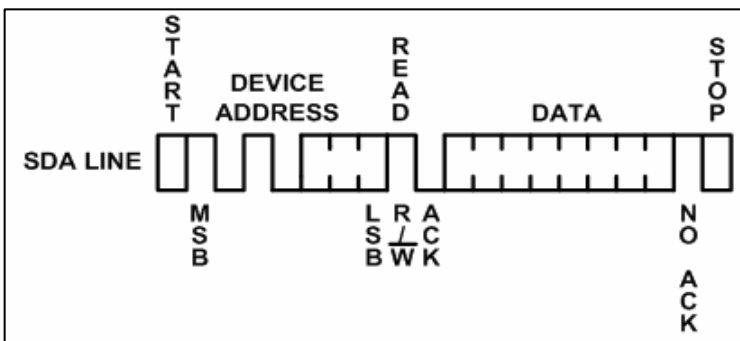 START
DEVICE
ADDRESS
READ
DATA
STOP
SDA LINE
MSB
LSB
R/W
ACK
NO ACK